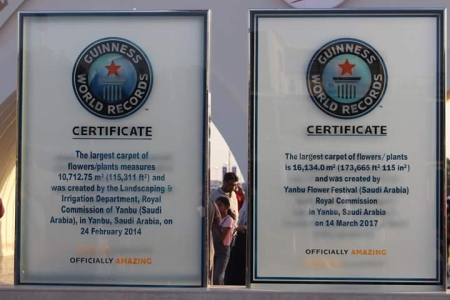 GUINNESS
WORLD RECORDS
CERTIFICATE
The largest carpet of
flowers/plants measures
10,712.75 m² (115,311 ft²) and
was created by the Landscaping &
Irrigation Department, Royal
Commission of Yanbu (Saudi
Arabia), in Yanbu, Saudi Arabia, on
24 February 2014
OFFICIALLY AMAZING
GUINNESS
WORLD RECORDS
CERTIFICATE
The largest carpet of flowers/ plants
is 16,134.0 m² (173,665 ft² 115 in²)
and was created by
Yanbu Flower Festival (Saudi Arabia)
Royal Commission
in Yanbu, Saudi Arabia
on 14 March 2017
OFFICIALLY AMAZING